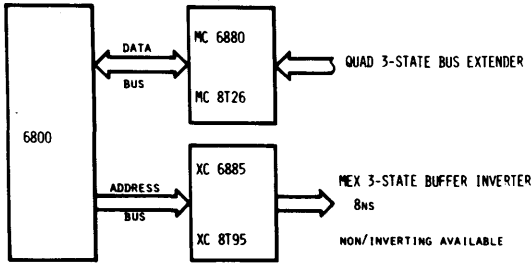 6800
DATA
BUS
MC 6880
MC 8T26
QUAD 3-STATE BUS EXTENDER
ADDRESS
BUS
XC 6885
XC 8T95
MEX 3-STATE BUFFER INVERTER
8NS
NON/INVERTING AVAILABLE